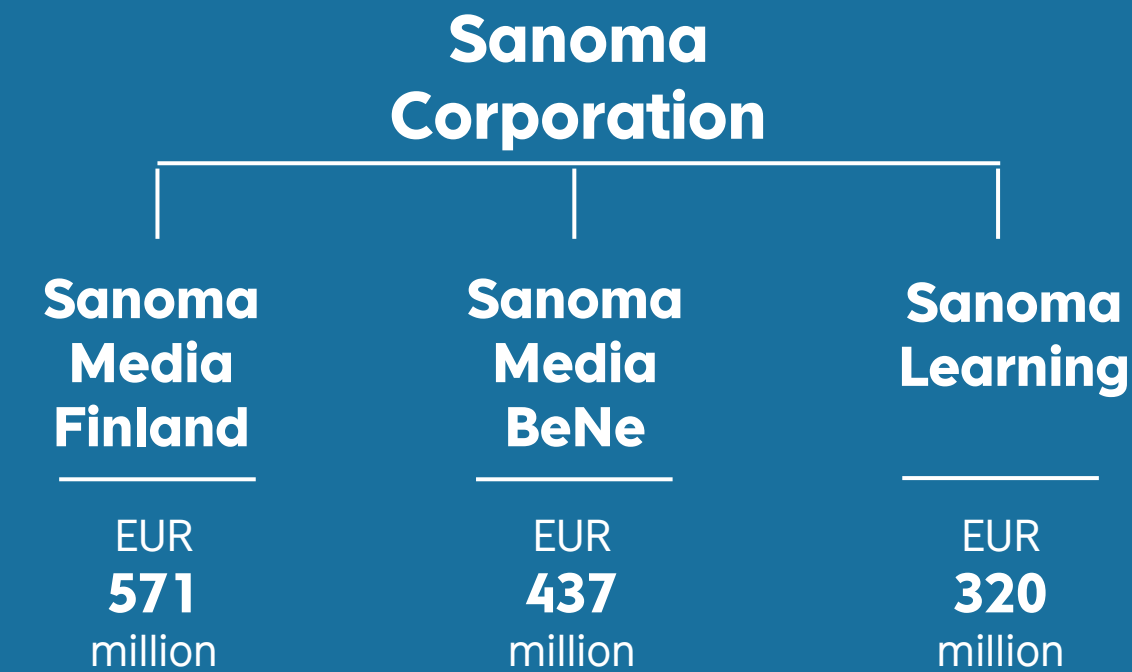 Sanoma
Corporation
Sanoma
Media
Finland
EUR
571
million
Sanoma
Media
BeNe
EUR
437
million
Sanoma
Learning
EUR
320
million